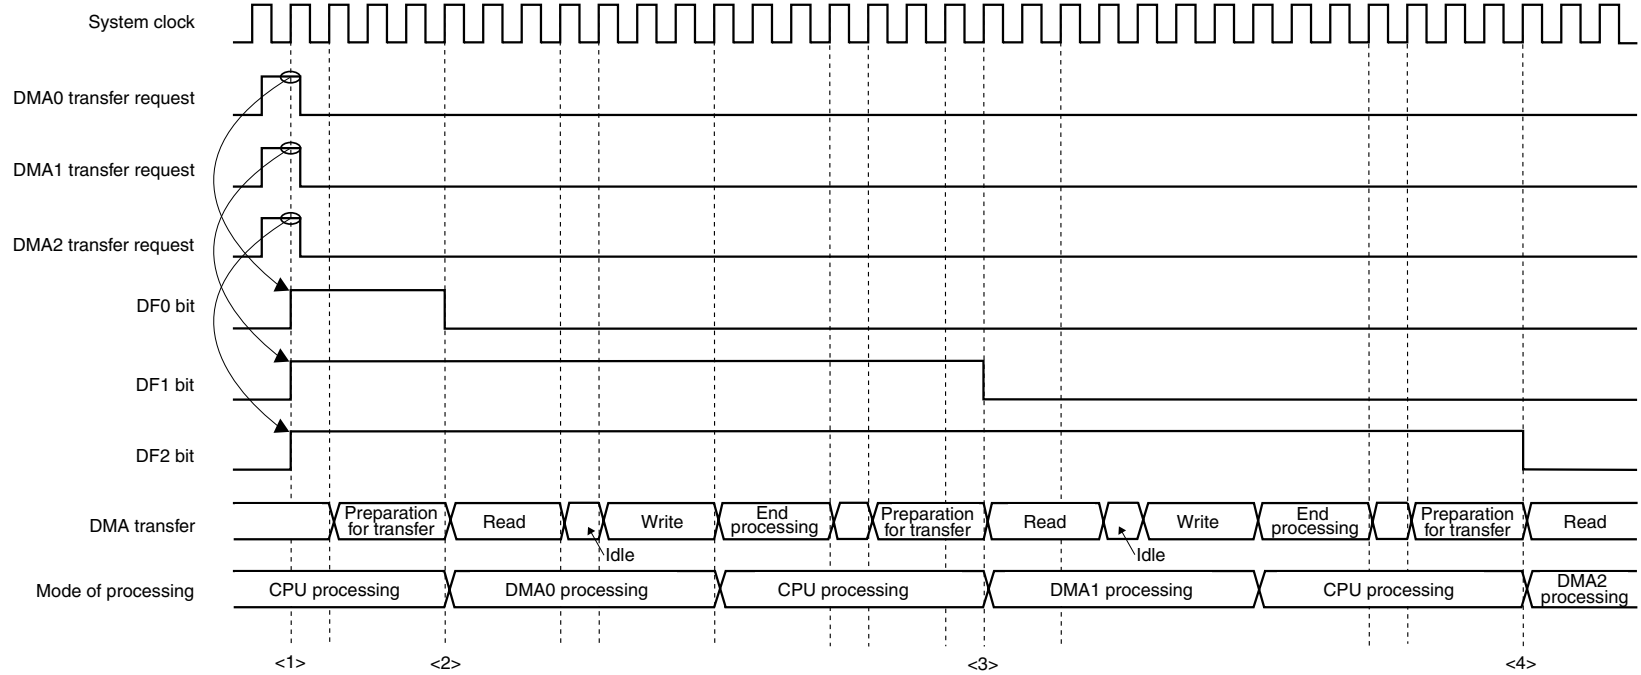 System clock
DMA0 transfer request
DMA1 transfer request
DMA2 transfer request
DF0 bit
DF1 bit
DF2 bit
DMA transfer
Preparation
for transfer
Read
Idle
Write
End
processing
Preparation
for transfer
Read
Idle
Write
End
processing
Preparation
for transfer
Read
Mode of processing
CPU processing
DMA0 processing
CPU processing
DMA1 processing
CPU processing
DMA2
processing
<1>
<2>
<3>
<4>